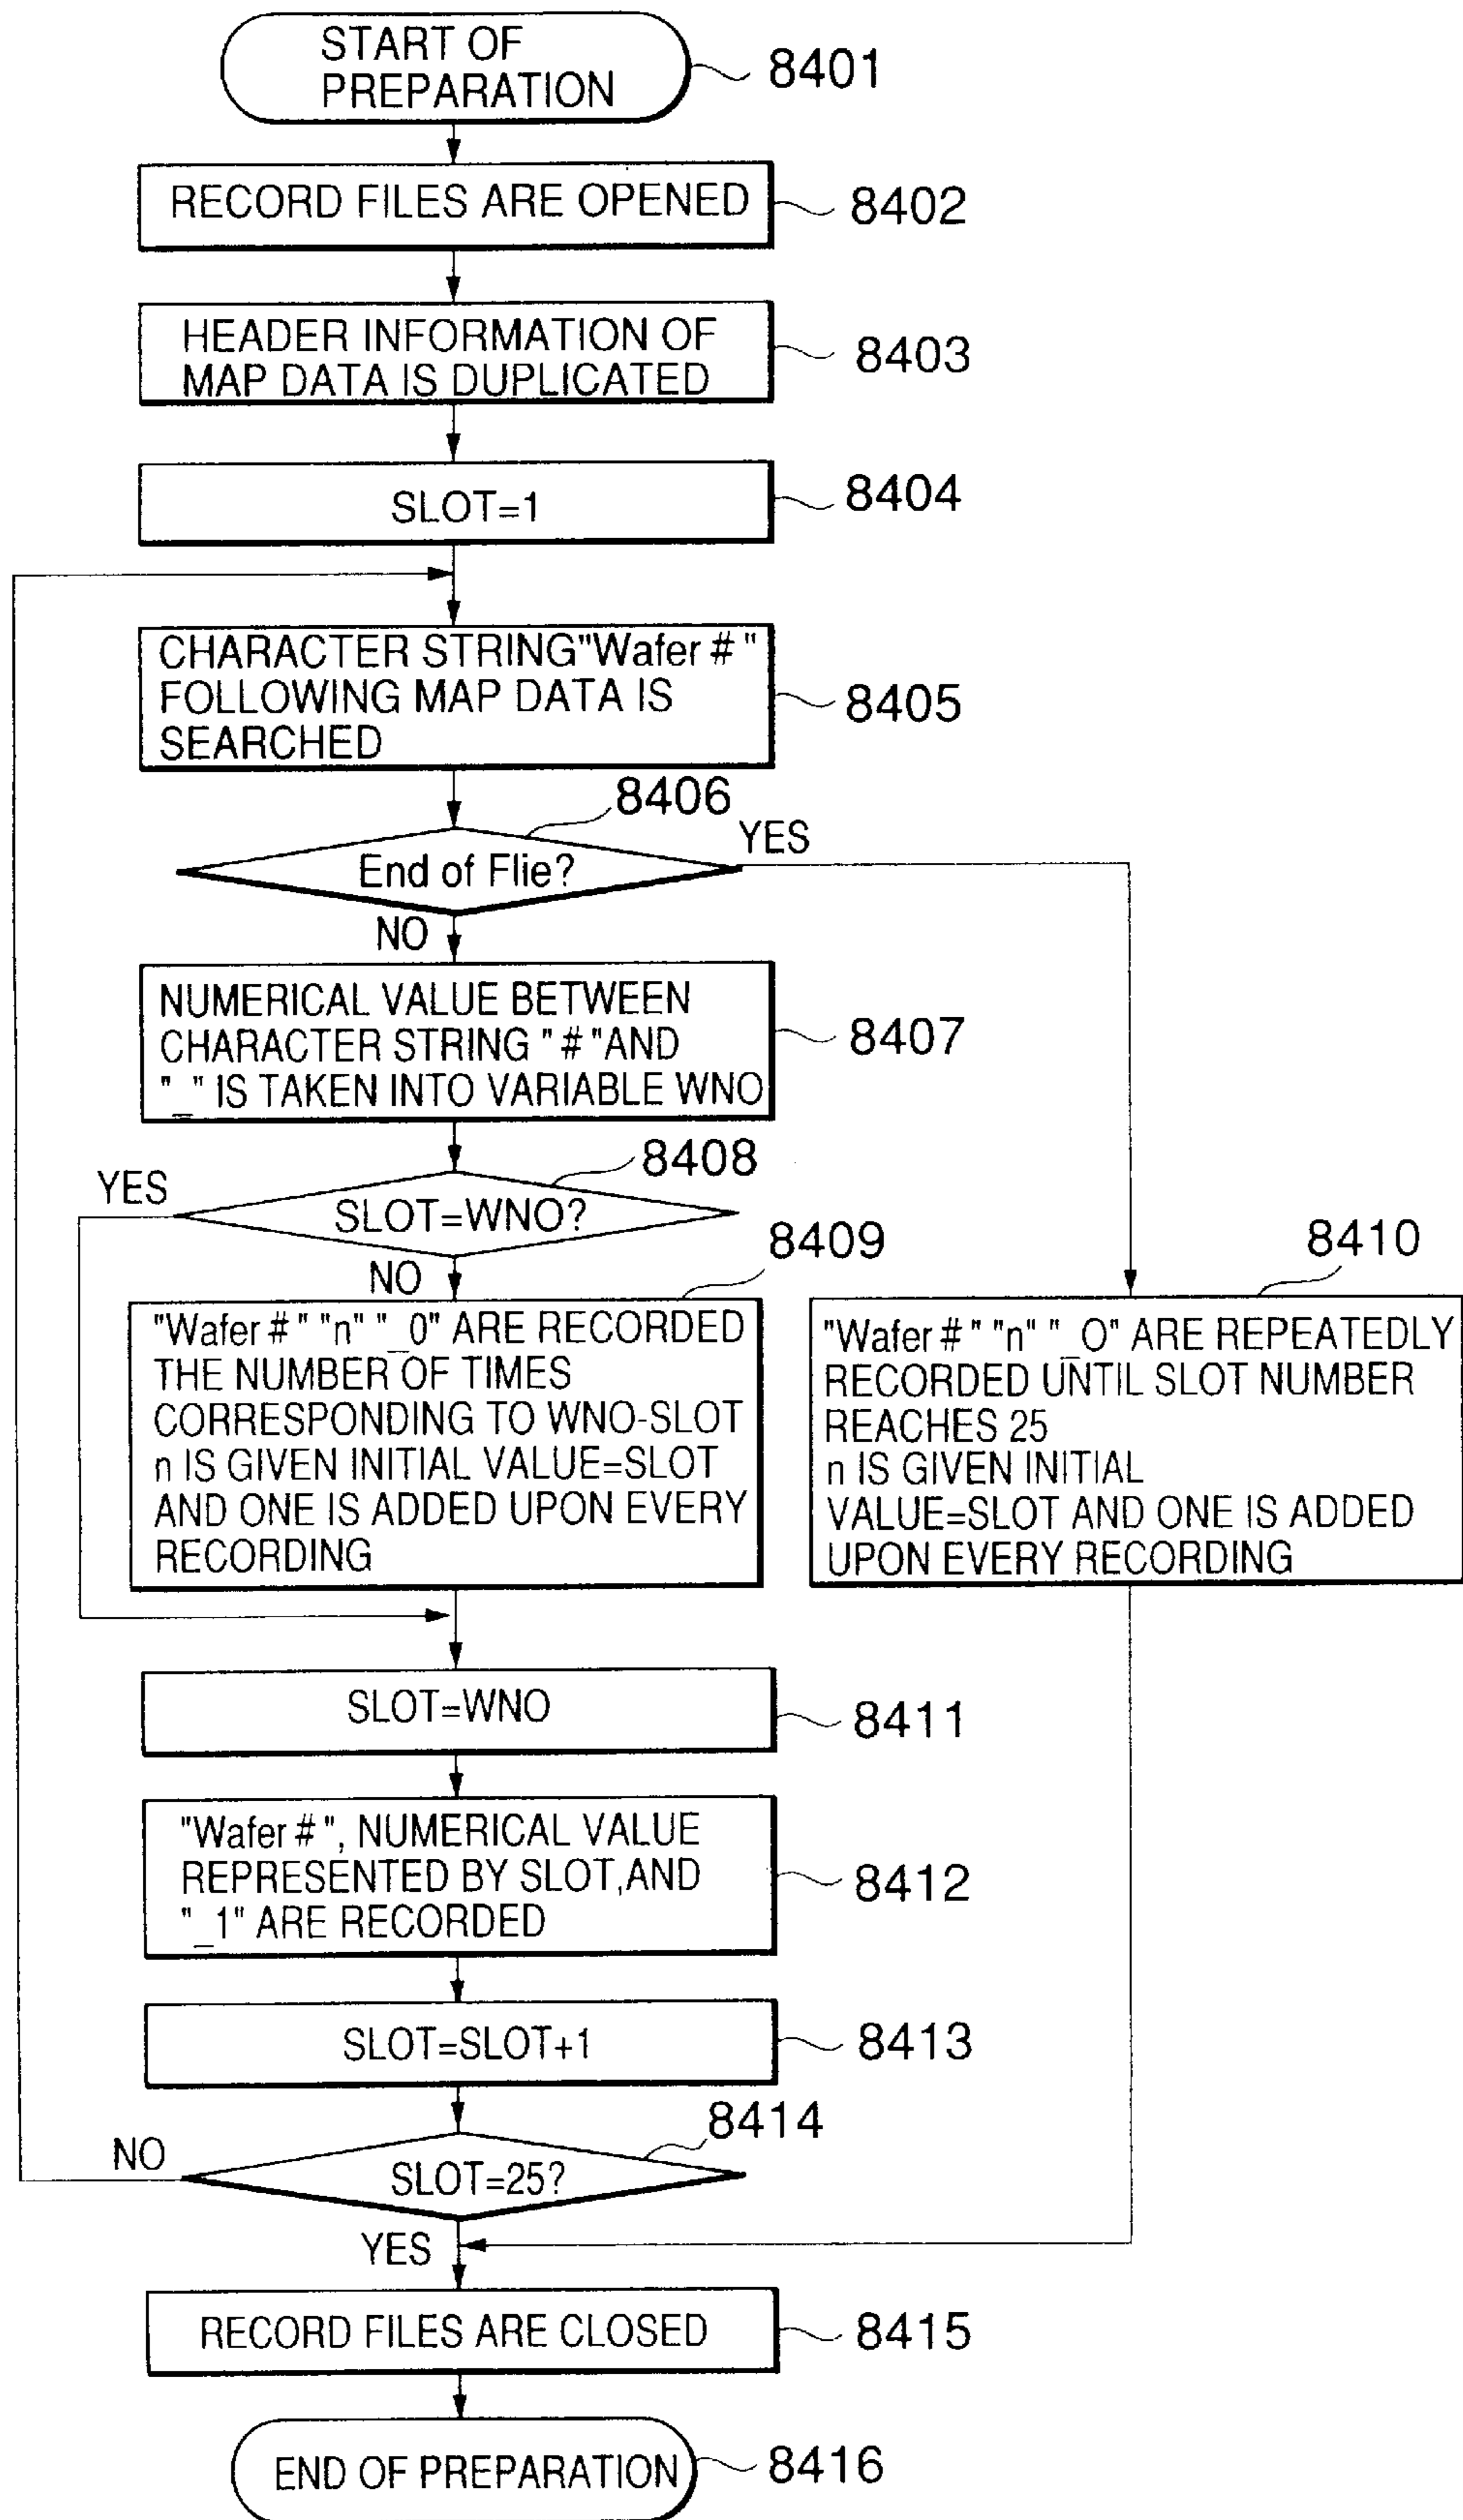 START OF
PREPARATION
8401
RECORD FILES ARE OPENED
8402
HEADER INFORMATION OF
MAP DATA IS DUPLICATED
8403
SLOT=1
8404
CHARACTER STRING"Wafer # "
FOLLOWING MAP DATA IS
SEARCHED
8405
8406
End of Flie?
YES
NO
NUMERICAL VALUE BETWEEN
CHARACTER STRING " # "AND
"_" IS TAKEN INTO VARIABLE WNO
8407
8408
YES
SLOT=WNO?
NO
8409
"Wafer # " "n" "_0" ARE RECORDED
THE NUMBER OF TIMES
CORRESPONDING TO WNO-SLOT
n IS GIVEN INITIAL VALUE=SLOT
AND ONE IS ADDED UPON EVERY
RECORDING
8410
"Wafer # " "n" "_O" ARE REPEATEDLY
RECORDED UNTIL SLOT NUMBER
REACHES 25
n IS GIVEN INITIAL
VALUE=SLOT AND ONE IS ADDED
UPON EVERY RECORDING
SLOT=WNO
8411
"Wafer # ", NUMERICAL VALUE
REPRESENTED BY SLOT,AND
"_1" ARE RECORDED
8412
SLOT=SLOT+1
8413
8414
NO
SLOT=25?
YES
RECORD FILES ARE CLOSED
8415
END OF PREPARATION
8416